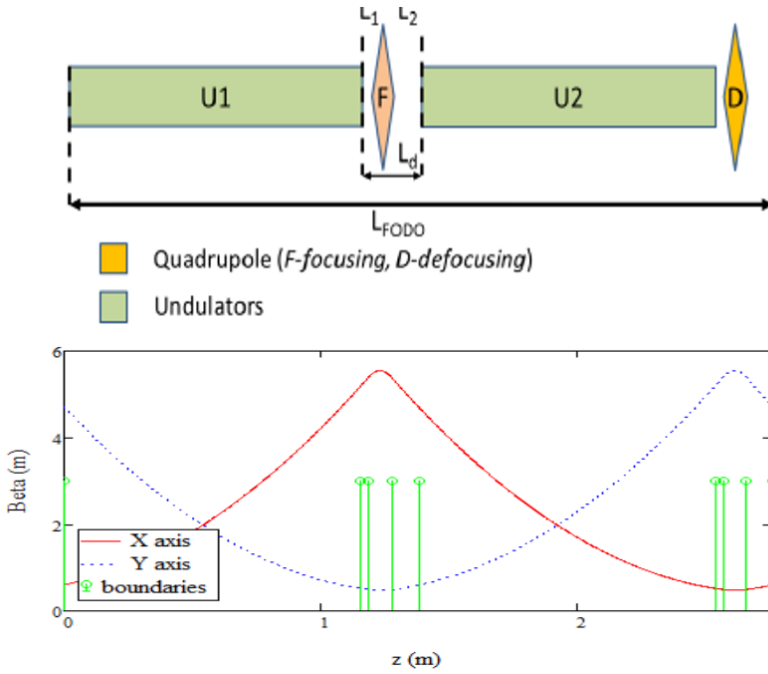 L1 L2
U1 F U2 D
Ld
LFODO
Quadrupole (F-focusing, D-defocusing)
Undulators
6
4
2
0
Beta (m)
X axis
Y axis
boundaries
0 1 2
z (m)